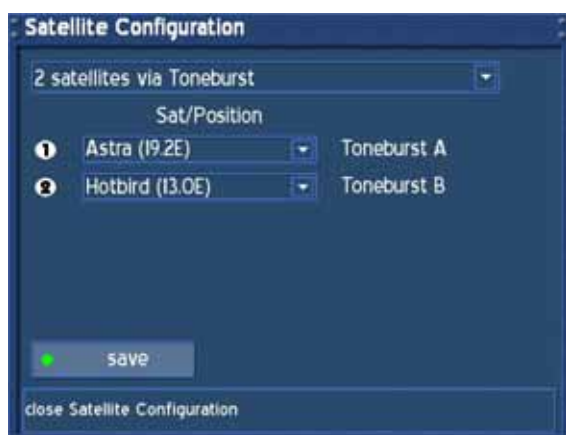 Satellite Configuration
2 satellites via Toneburst
Sat/Position
1 Astra (19.2E) Toneburst A
2 Hotbird (13.0E) Toneburst B
save
close Satellite Configuration